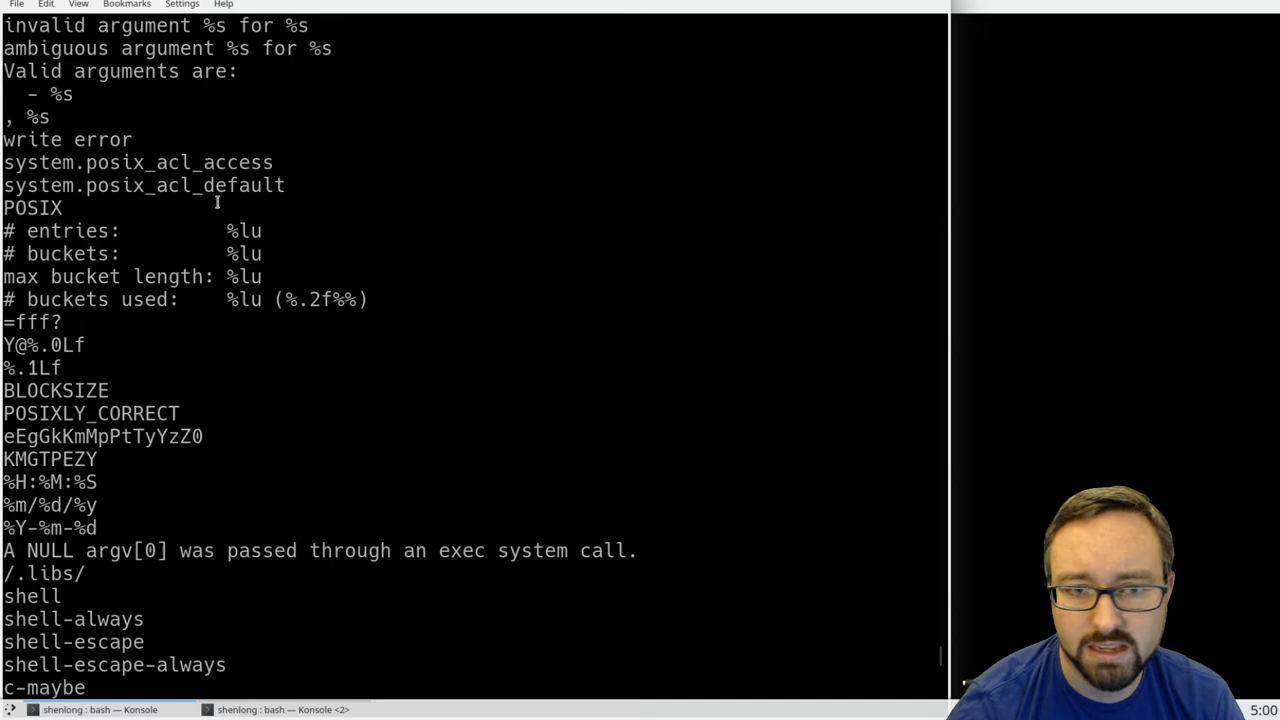 File Edit View Bookmarks Settings Help
invalid argument %s for %s
ambiguous argument %s for %s
Valid arguments are:
- %s
, %s
write error
system.posix_acl_access
system.posix_acl_default
POSIX
# entries: %lu
# buckets: %lu
max bucket length: %lu
# buckets used: %lu (%.2f%%)
=fff?
Y@%.0Lf
%.1Lf
BLOCKSIZE
POSIXLY_CORRECT
eEgGkKmMpPtTyYzZ0
KMGTPEZY
%H:%M:%S
%m/%d/%y
%Y-%m-%d
A NULL argv[0] was passed through an exec system call.
/.libs/
shell
shell-always
shell-escape
shell-escape-always
c-maybe
shenlong : bash — Konsole shenlong : bash — Konsole <2> 5:00